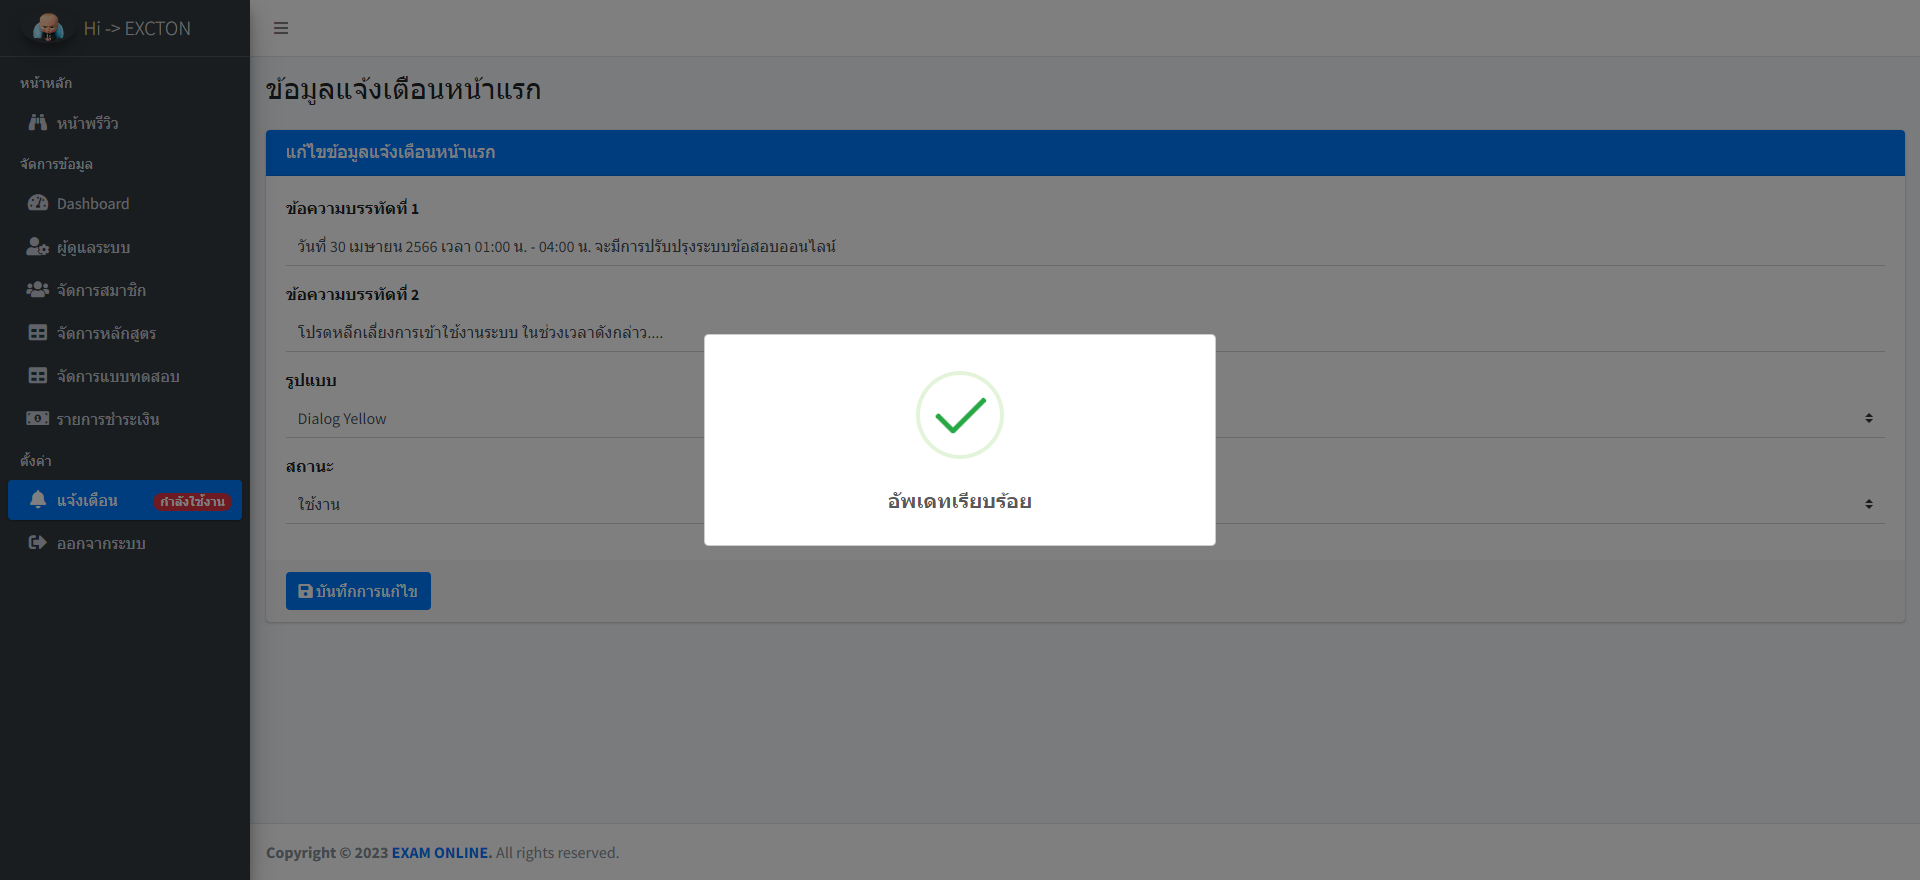 Hi -> EXCTON
หน้าหลัก
หน้าพรีวิว
จัดการข้อมูล
Dashboard
ผู้ดูแลระบบ
จัดการสมาชิก
จัดการหลักสูตร
จัดการแบบทดสอบ
รายการชำระเงิน
ตั้งค่า
แจ้งเตือน กำลังใช้งาน
ออกจากระบบ
ข้อมูลแจ้งเตือนหน้าแรก
แก้ไขข้อมูลแจ้งเตือนหน้าแรก
ข้อความบรรทัดที่ 1
วันที่ 30 เมษายน 2566 เวลา 01:00 น. - 04:00 น. จะมีการปรับปรุงระบบข้อสอบออนไลน์
ข้อความบรรทัดที่ 2
โปรดหลีกเลี่ยงการเข้าใช้งานระบบ ในช่วงเวลาดังกล่าว....
รูปแบบ
Dialog Yellow
สถานะ
ใช้งาน
บันทึกการแก้ไข
อัพเดทเรียบร้อย
Copyright © 2023 EXAM ONLINE. All rights reserved.